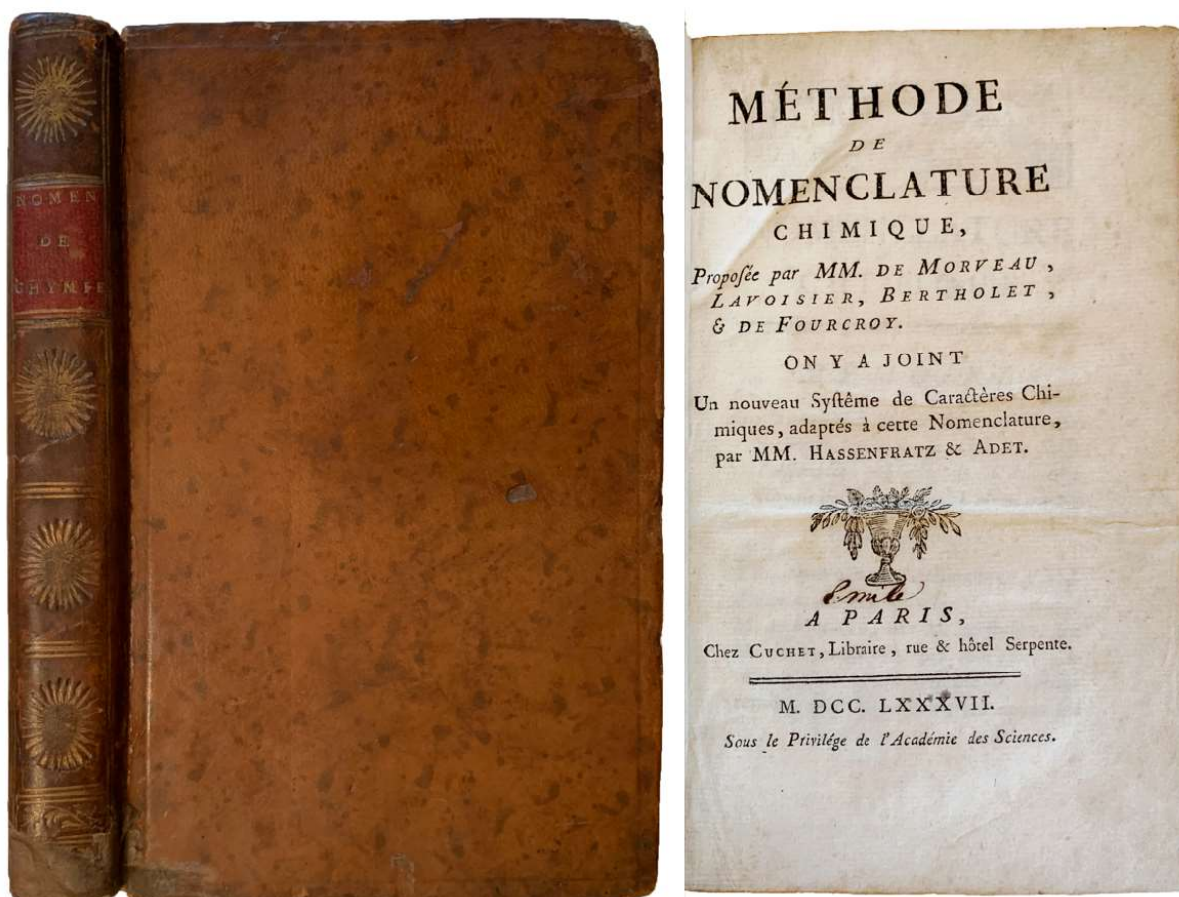 NOMEN
DE
CHYMIE
MÉTHODE
DE
NOMENCLATURE
CHIMIQUE,
Propoſée par MM. DE MORVEAU,
LAVOISIER, BERTHOLET,
& DE FOURCROY.
ON Y A JOINT
Un nouveau Syſtême de Caractères Chi-
miques, adaptés à cette Nomenclature,
par MM. HASSENFRATZ & ADET.
Emile
A PARIS,
Chez CUCHET, Libraire, rue & hôtel Serpente.
M. DCC. LXXXVII.
Sous le Privilége de l'Académie des Sciences.